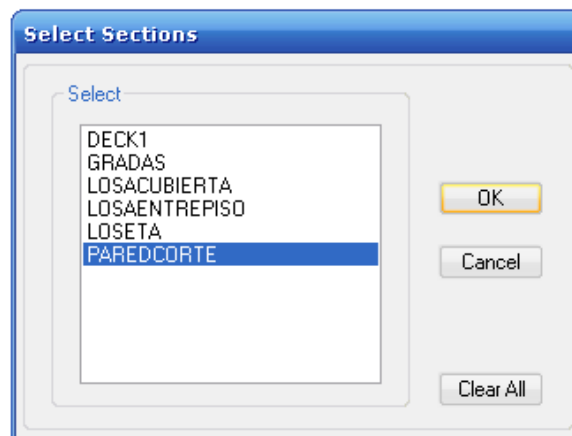 Select Sections
Select
DECK1
GRADAS
LOSACUBIERTA
LOSAENTREPISO
LOSETA
PAREDCORTE
OK
Cancel
Clear All